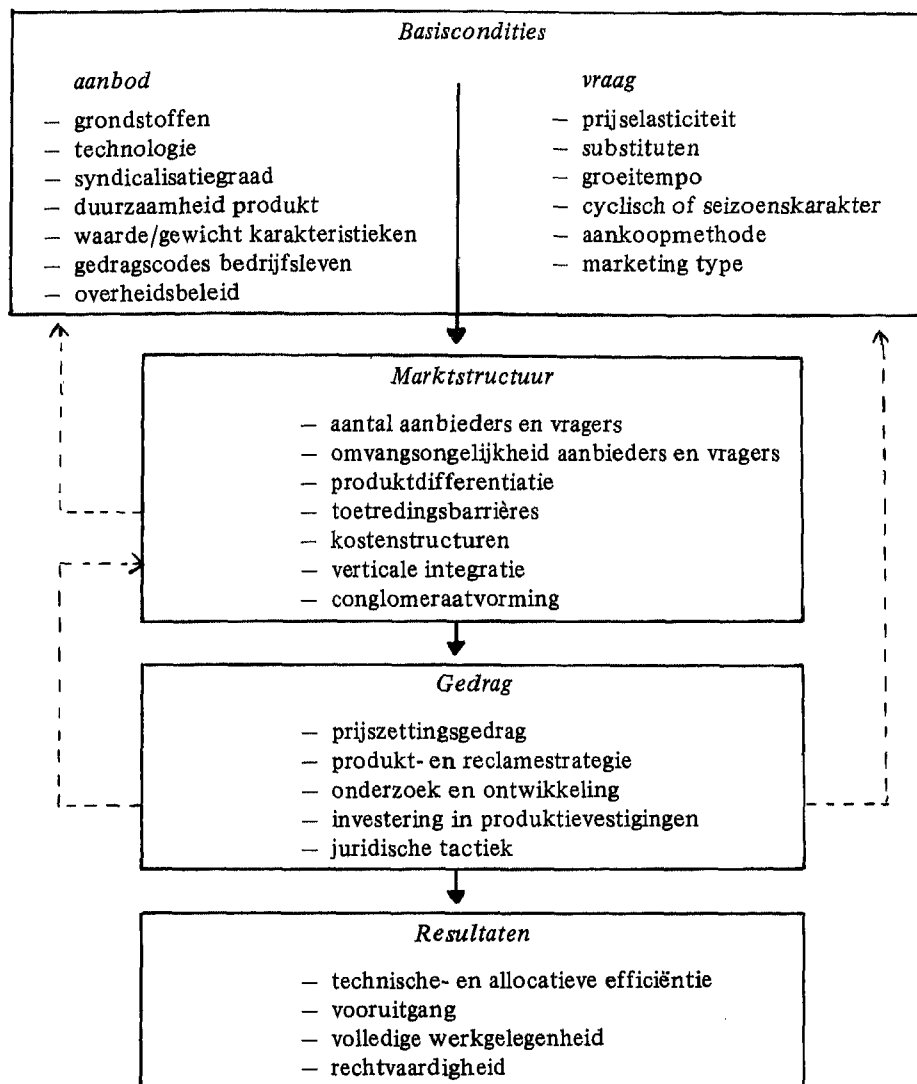 Basiscondities
aanbod
– grondstoffen
– technologie
– syndicalisatiegraad
– duurzaamheid produkt
– waarde/gewicht karakteristieken
– gedragscodes bedrijfsleven
– overheidsbeleid
vraag
– prijselasticiteit
– substituten
– groeitempo
– cyclisch of seizoenskarakter
– aankoopmethode
– marketing type
Marktstructuur
– aantal aanbieders en vragers
– omvangsongelijkheid aanbieders en vragers
– produktdifferentiatie
– toetredingsbarrières
– kostenstructuren
– verticale integratie
– conglomeraatvorming
Gedrag
– prijszettingsgedrag
– produkt- en reclamestrategie
– onderzoek en ontwikkeling
– investering in produktievestigingen
– juridische tactiek
Resultaten
– technische- en allocatieve efficiëntie
– vooruitgang
– volledige werkgelegenheid
– rechtvaardigheid